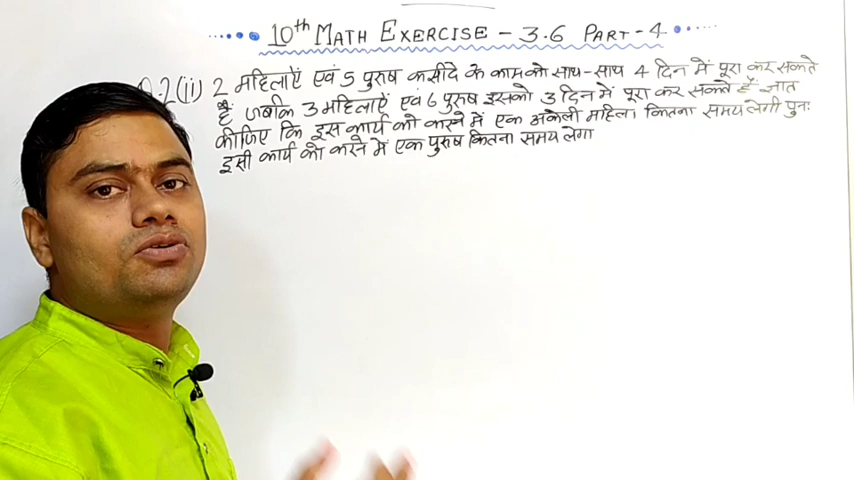 10th MATH EXERCISE - 3.6 PART - 4
Q.2(ii) 2 महिलाऐं एवं 5 पुरुष कसीदे के काम को साथ-साथ 4 दिन में पूरा कर सकते
हैं जबकि 3 महिलाऐं एवं 6 पुरुष इसको 3 दिन में पूरा कर सकते हैं ज्ञात
कीजिए कि इस कार्य को करने में एक अकेली महिला कितना समय लेगी पुनः
इसी कार्य को करने में एक पुरुष कितना समय लेगा